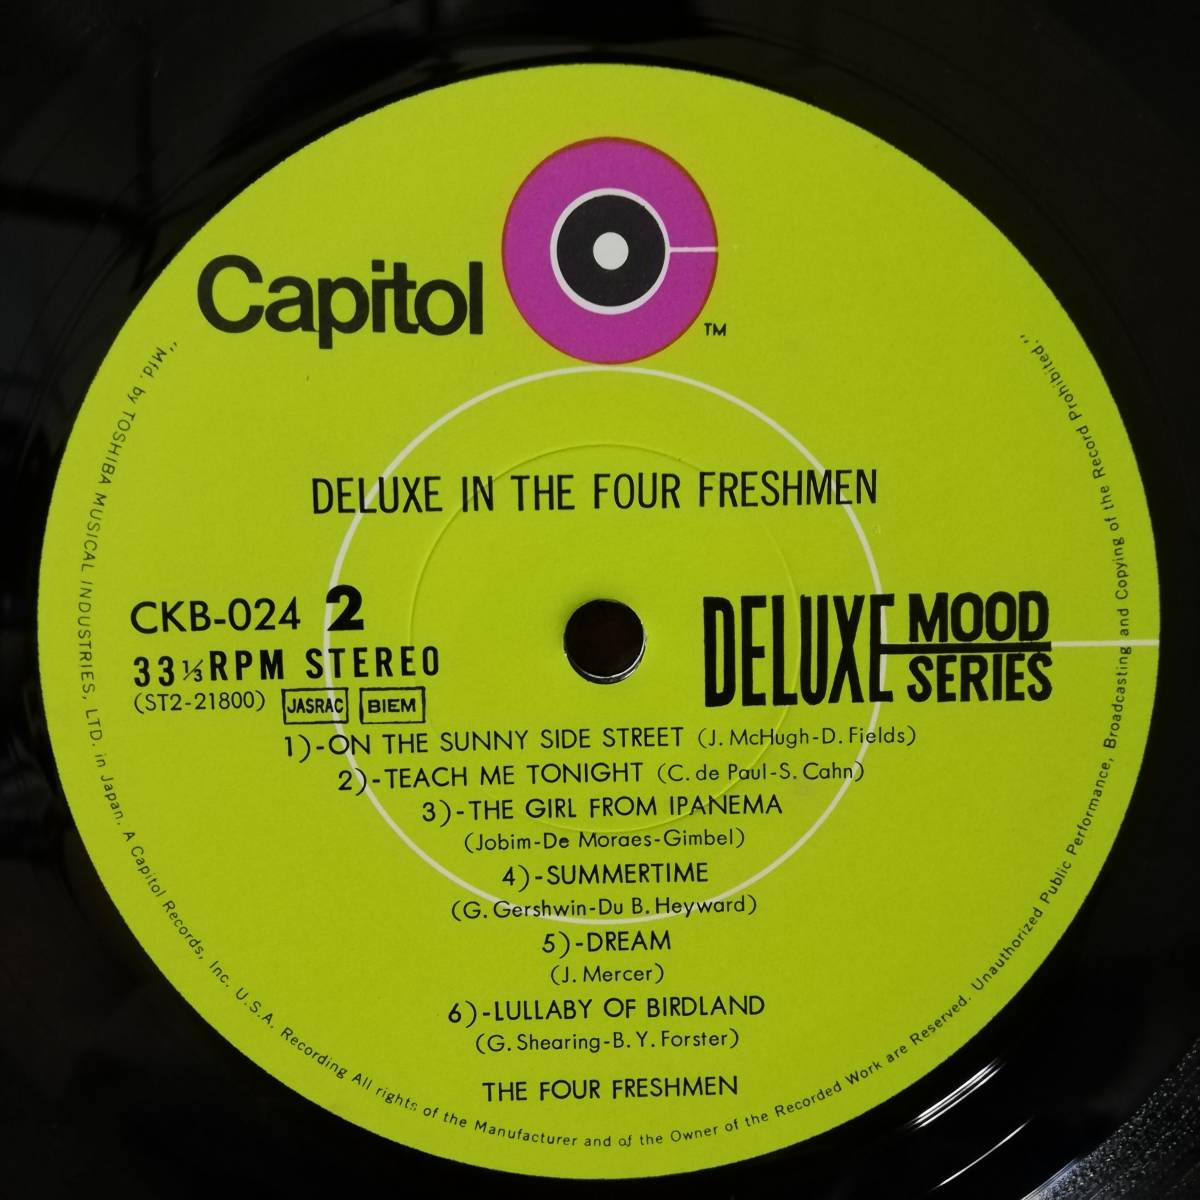 Capitol
TM
DELUXE IN THE FOUR FRESHMEN
CKB-024 2
33 1/3 RPM STEREO
(ST2-21800) JASRAC BIEM
DELUXE MOOD SERIES
1)-ON THE SUNNY SIDE STREET (J. McHugh-D. Fields)
2)-TEACH ME TONIGHT (C. de Paul-S. Cahn)
3)-THE GIRL FROM IPANEMA
(Jobim-De Moraes-Gimbel)
4)-SUMMERTIME
(G. Gershwin-Du B. Heyward)
5)-DREAM
(J. Mercer)
6)-LULLABY OF BIRDLAND
(G. Shearing-B. Y. Forster)
THE FOUR FRESHMEN
"Mfd. by TOSHIBA MUSICAL INDUSTRIES, LTD. in Japan. A Capitol Records, Inc. U.S.A. Recording All rights of the Manufacturer and of the Owner of the Recorded Work are Reserved. Unauthorized Public Performance, Broadcasting and Copying of the Record Prohibited."